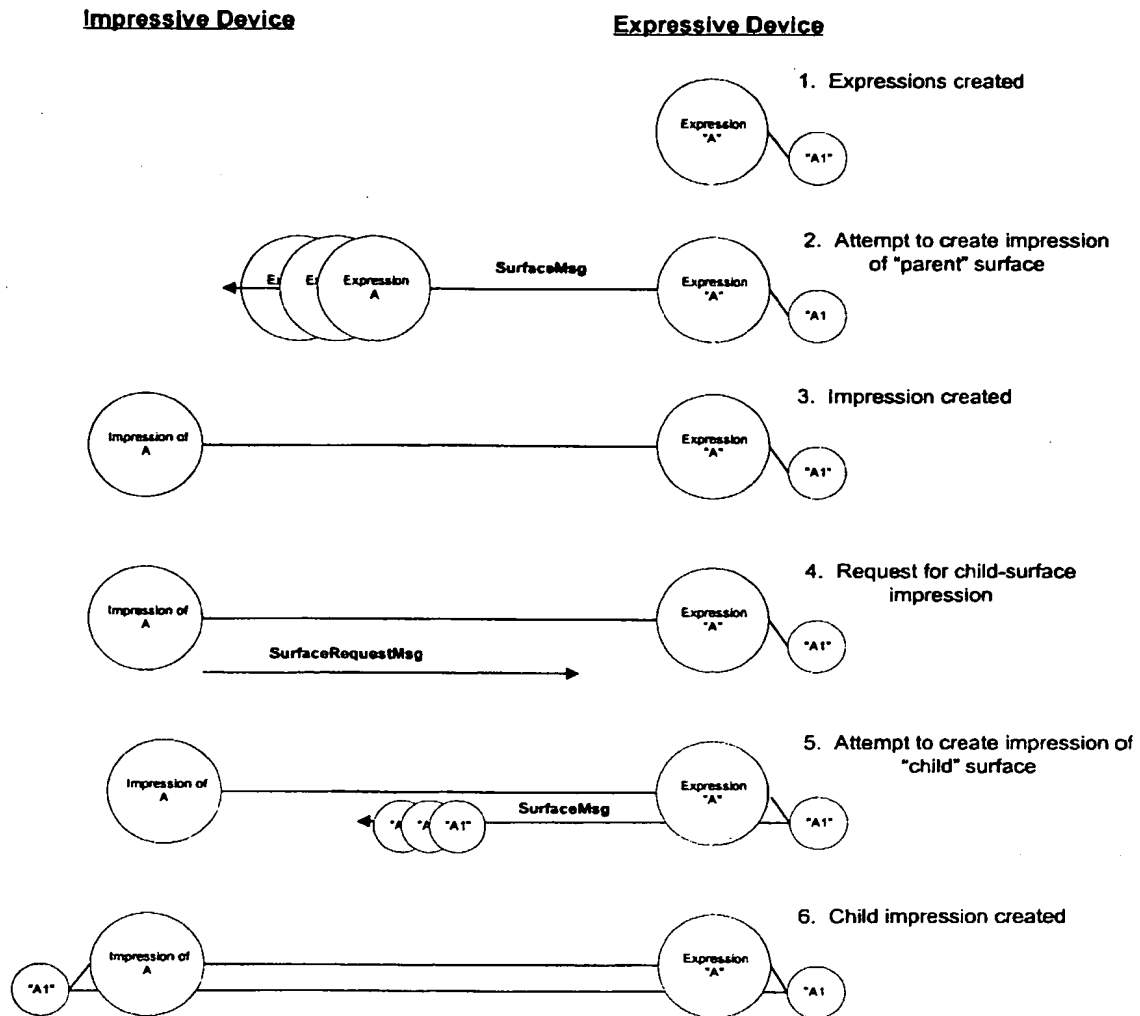 Impressive Device
Expressive Device
1. Expressions created
Expression
"A"
"A1"
2. Attempt to create impression
of "parent" surface
SurfaceMsg
Ex
Ex
Expression
A
Expression
"A"
"A1
3. Impression created
Impression of
A
Expression
"A"
"A1"
4. Request for child-surface
impression
Impression of
A
Expression
"A"
"A1"
SurfaceRequestMsg
5. Attempt to create impression of
"child" surface
Impression of
A
Expression
"A"
SurfaceMsg
"A
"A
"A1"
"A1"
6. Child impression created
Impression of
A
Expression
"A"
"A1"
"A1